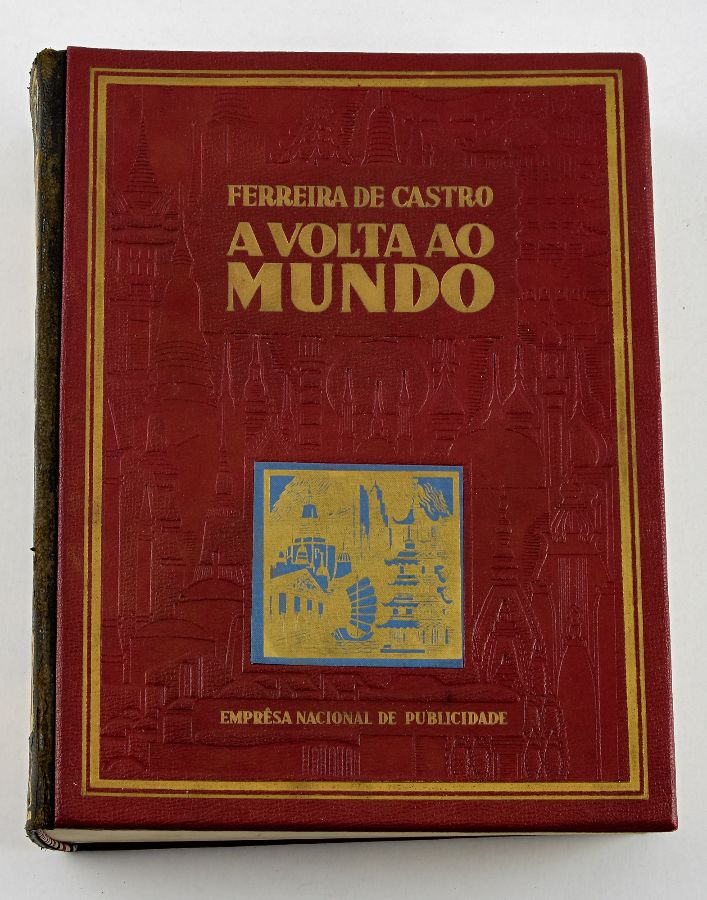 FERREIRA DE CASTRO
A VOLTA AO
MUNDO
EMPRÊSA NACIONAL DE PUBLICIDADE